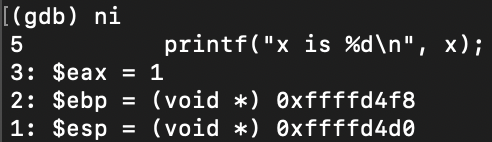 (gdb) ni
5           printf("x is %d\n", x);
3: $eax = 1
2: $ebp = (void *) 0xffffd4f8
1: $esp = (void *) 0xffffd4d0